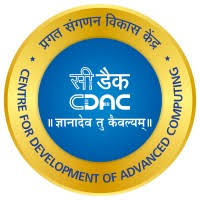 प्रगत संगणन विकास केंद्र
सी डैक
CDAC
॥ ज्ञानादेव तु कैवल्यम् ॥
CENTRE FOR DEVELOPMENT OF ADVANCED COMPUTING